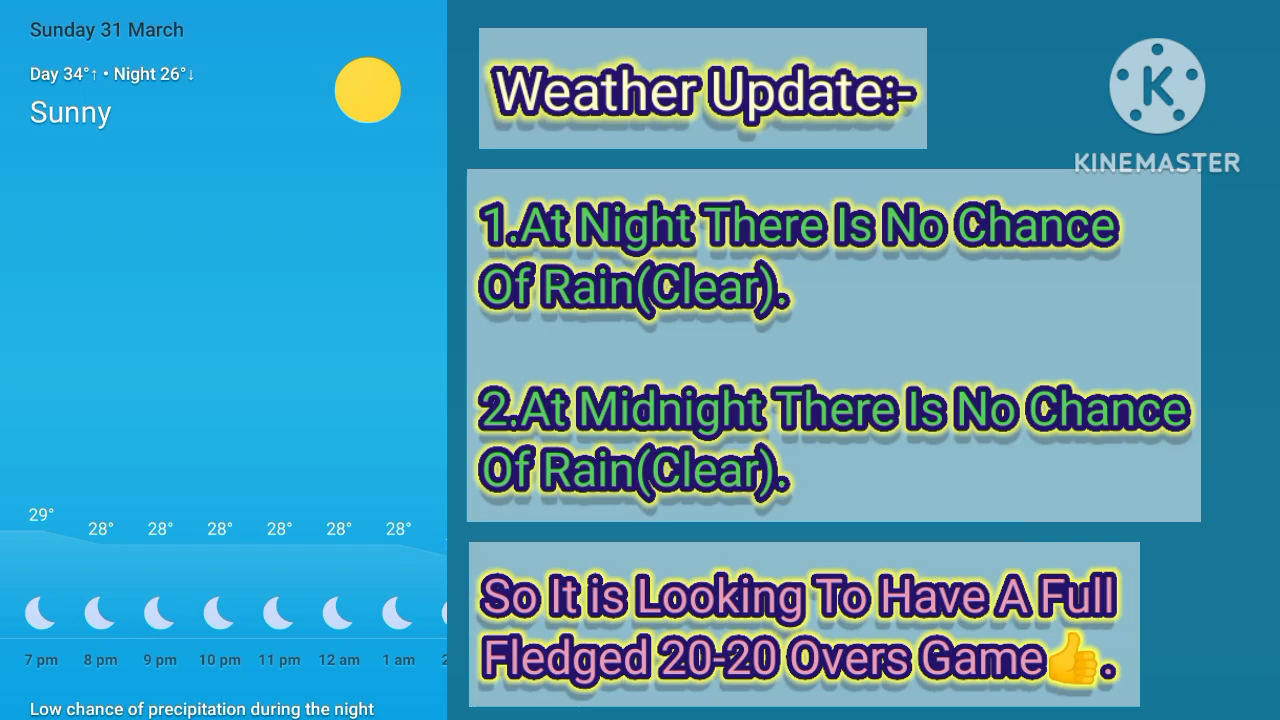 Sunday 31 March
Day 34°↑ • Night 26°↓
Sunny
29°
28° 28° 28° 28° 28° 28°
7 pm 8 pm 9 pm 10 pm 11 pm 12 am 1 am
Low chance of precipitation during the night
Weather Update:-
K
KINEMASTER
1.At Night There Is No Chance
Of Rain(Clear).
2.At Midnight There Is No Chance
Of Rain(Clear).
So It is Looking To Have A Full
Fledged 20-20 Overs Game👍.